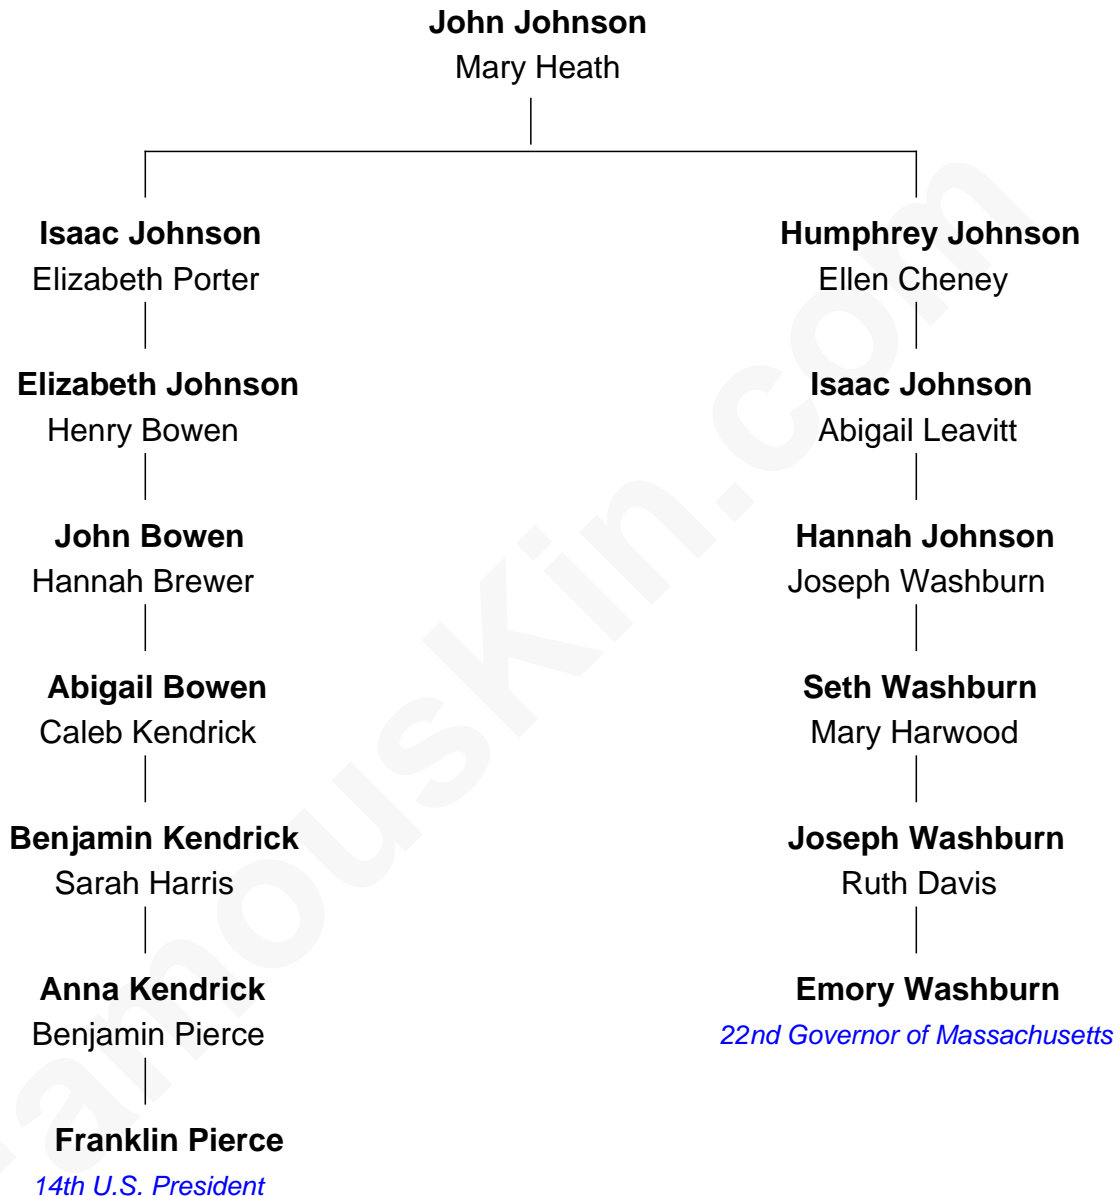 John Johnson
Mary Heath
Isaac Johnson
Elizabeth Porter
Humphrey Johnson
Ellen Cheney
Elizabeth Johnson
Henry Bowen
Isaac Johnson
Abigail Leavitt
John Bowen
Hannah Brewer
Hannah Johnson
Joseph Washburn
Abigail Bowen
Caleb Kendrick
Seth Washburn
Mary Harwood
Benjamin Kendrick
Sarah Harris
Joseph Washburn
Ruth Davis
Anna Kendrick
Benjamin Pierce
Emory Washburn
22nd Governor of Massachusetts
Franklin Pierce
14th U.S. President
amousKin.com